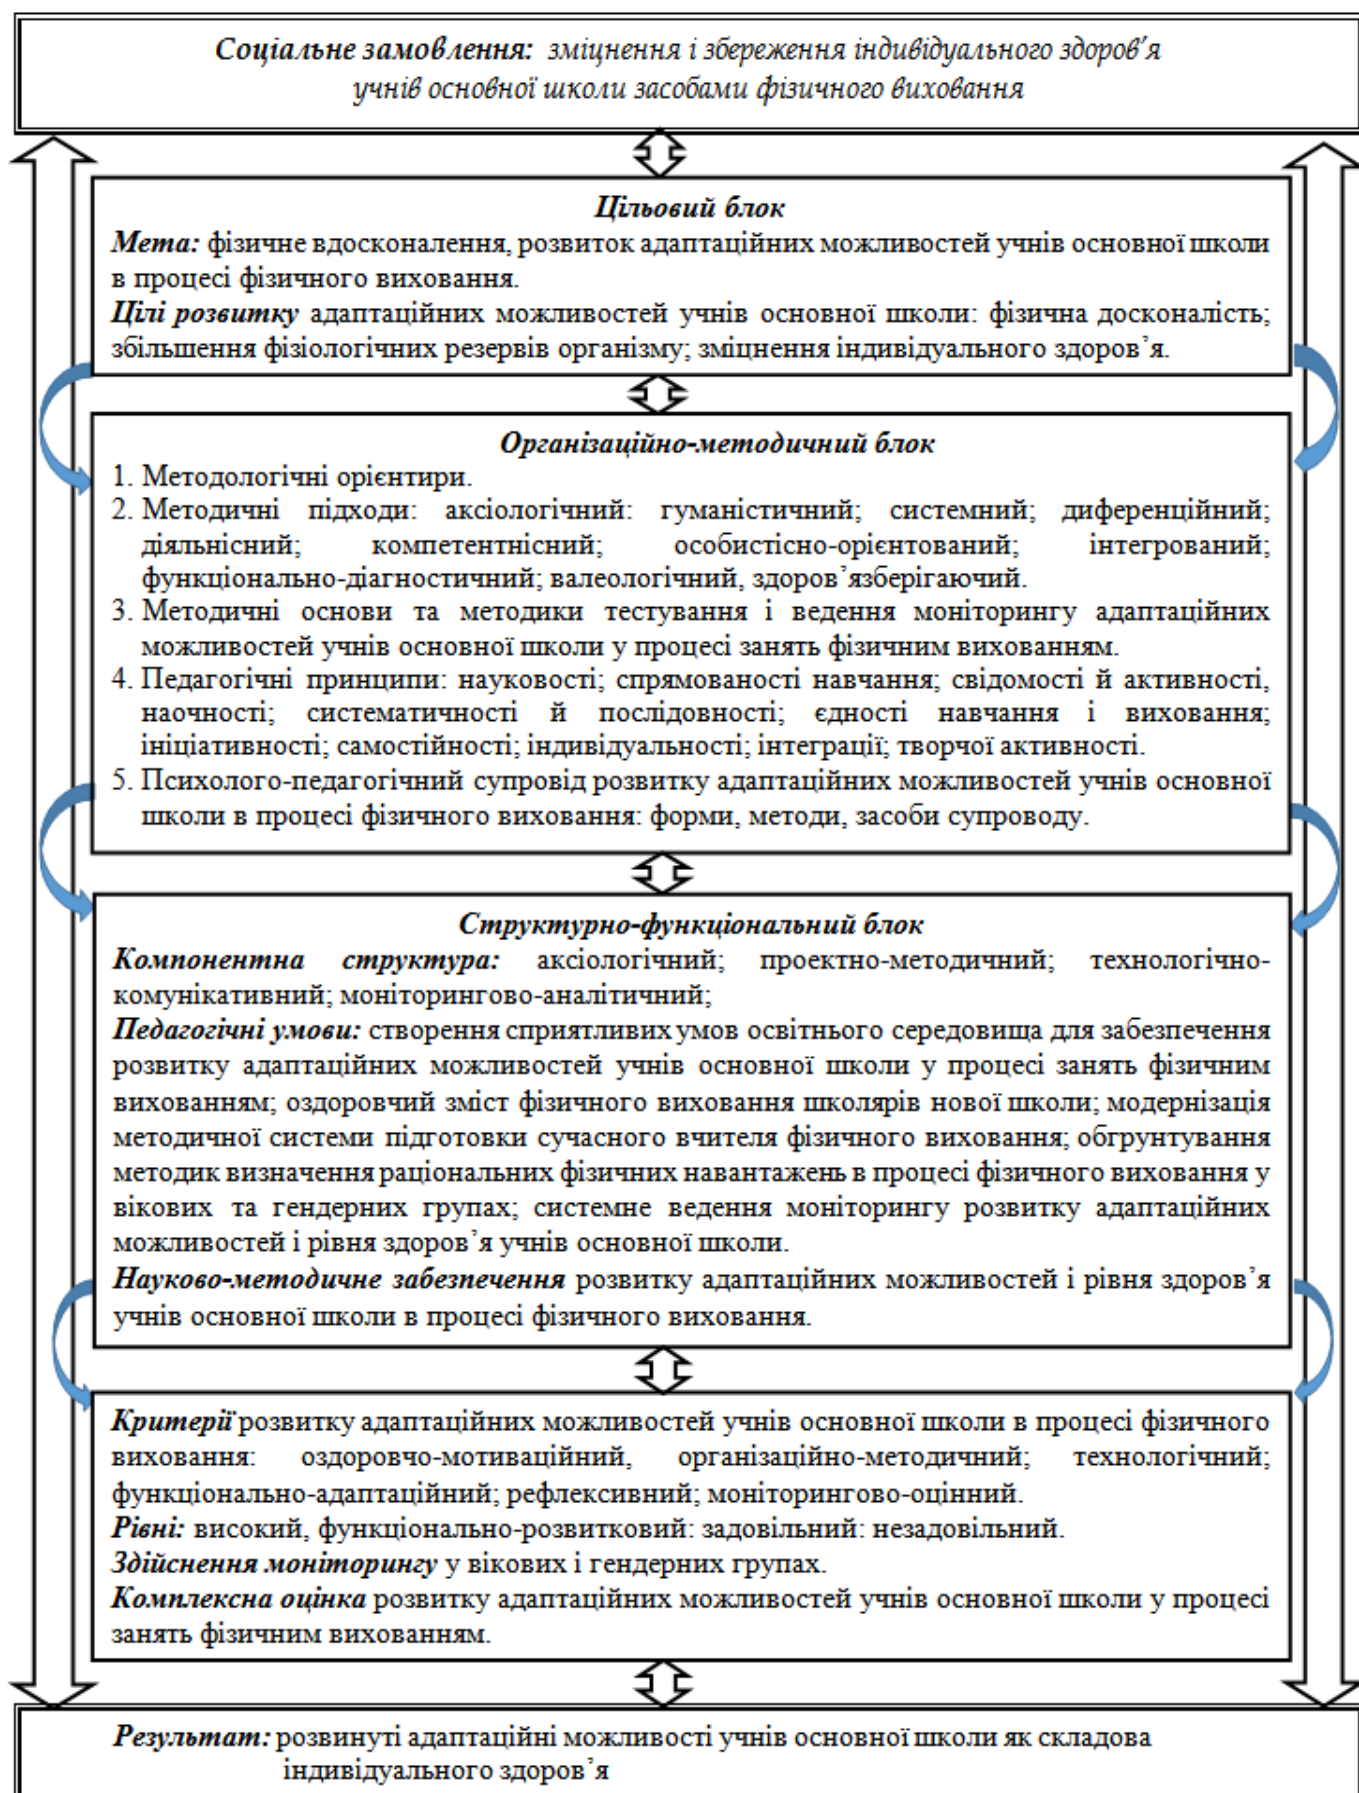 Соціальне замовлення: зміцнення і збереження індивідуального здоров’я
учнів основної школи засобами фізичного виховання
Цільовий блок
Мета: фізичне вдосконалення, розвиток адаптаційних можливостей учнів основної школи
в процесі фізичного виховання.
Цілі розвитку адаптаційних можливостей учнів основної школи: фізична досконалість;
збільшення фізіологічних резервів організму; зміцнення індивідуального здоров’я.
Організаційно-методичний блок
1. Методологічні орієнтири.
2. Методичні підходи: аксіологічний: гуманістичний; системний; диференційний;
діяльнісний; компетентнісний; особистісно-орієнтований; інтегрований;
функціонально-діагностичний; валеологічний, здоров’язберігаючий.
3. Методичні основи та методики тестування і ведення моніторингу адаптаційних
можливостей учнів основної школи у процесі занять фізичним вихованням.
4. Педагогічні принципи: науковості; спрямованості навчання; свідомості й активності,
наочності; систематичності й послідовності; єдності навчання і виховання;
ініціативності; самостійності; індивідуальності; інтеграції; творчої активності.
5. Психолого-педагогічний супровід розвитку адаптаційних можливостей учнів основної
школи в процесі фізичного виховання: форми, методи, засоби супроводу.
Структурно-функціональний блок
Компонентна структура: аксіологічний; проектно-методичний; технологічно-
комунікативний; моніторингово-аналітичний;
Педагогічні умови: створення сприятливих умов освітнього середовища для забезпечення
розвитку адаптаційних можливостей учнів основної школи у процесі занять фізичним
вихованням; оздоровчий зміст фізичного виховання школярів нової школи; модернізація
методичної системи підготовки сучасного вчителя фізичного виховання; обгрунтування
методик визначення раціональних фізичних навантажень в процесі фізичного виховання у
вікових та гендерних групах; системне ведення моніторингу розвитку адаптаційних
можливостей і рівня здоров’я учнів основної школи.
Науково-методичне забезпечення розвитку адаптаційних можливостей і рівня здоров’я
учнів основної школи в процесі фізичного виховання.
Критерії розвитку адаптаційних можливостей учнів основної школи в процесі фізичного
виховання: оздоровчо-мотиваційний, організаційно-методичний; технологічний;
функціонально-адаптаційний; рефлексивний; моніторингово-оцінний.
Рівні: високий, функціонально-розвитковий: задовільний: незадовільний.
Здійснення моніторингу у вікових і гендерних групах.
Комплексна оцінка розвитку адаптаційних можливостей учнів основної школи у процесі
занять фізичним вихованням.
Результат: розвинуті адаптаційні можливості учнів основної школи як складова
індивідуального здоров’я